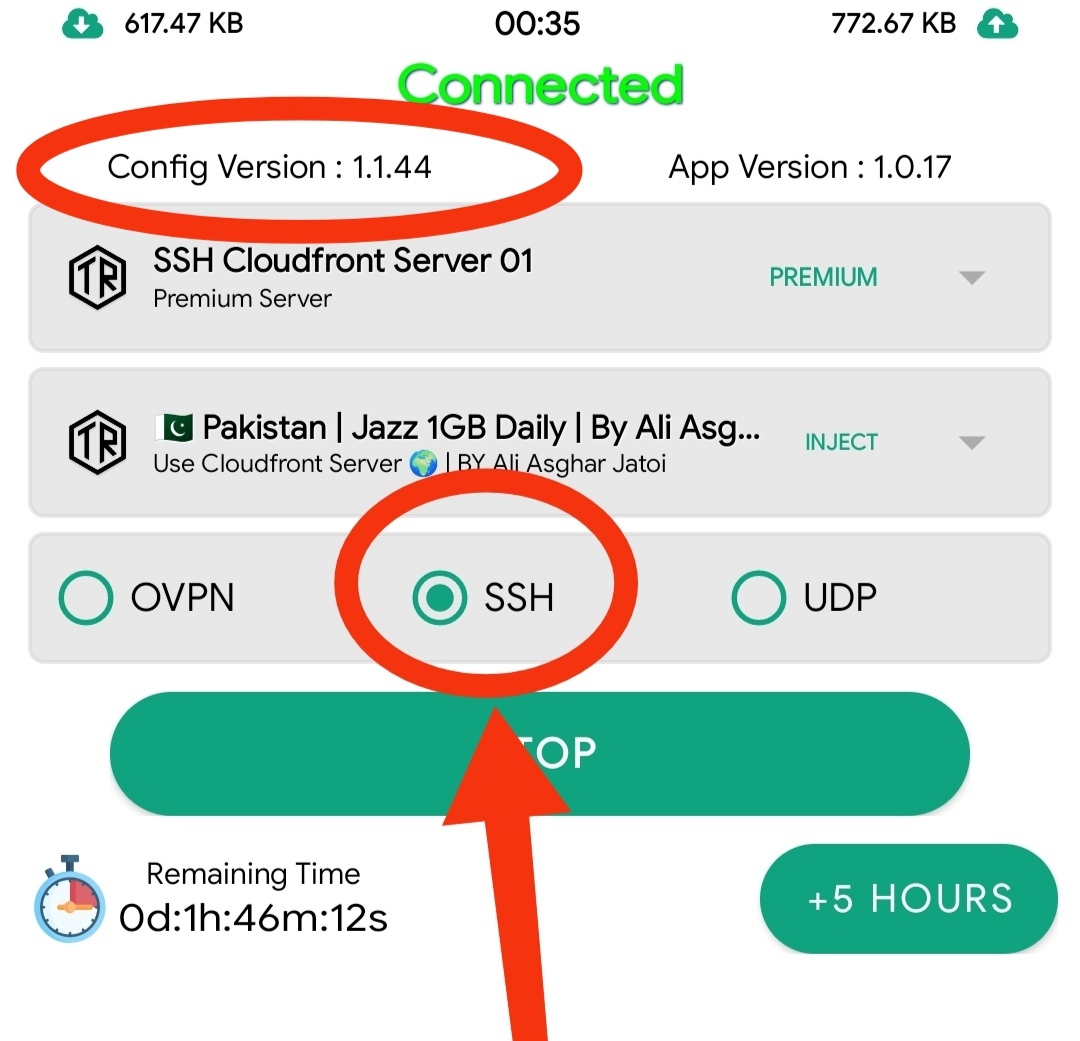 617.47 KB 00:35 772.67 KB
Connected
Config Version : 1.1.44 App Version : 1.0.17
TR SSH Cloudfront Server 01 PREMIUM
Premium Server
TR Pakistan | Jazz 1GB Daily | By Ali Asg... INJECT
Use Cloudfront Server | BY Ali Asghar Jatoi
OVPN SSH UDP
TOP
Remaining Time
0d:1h:46m:12s
+5 HOURS